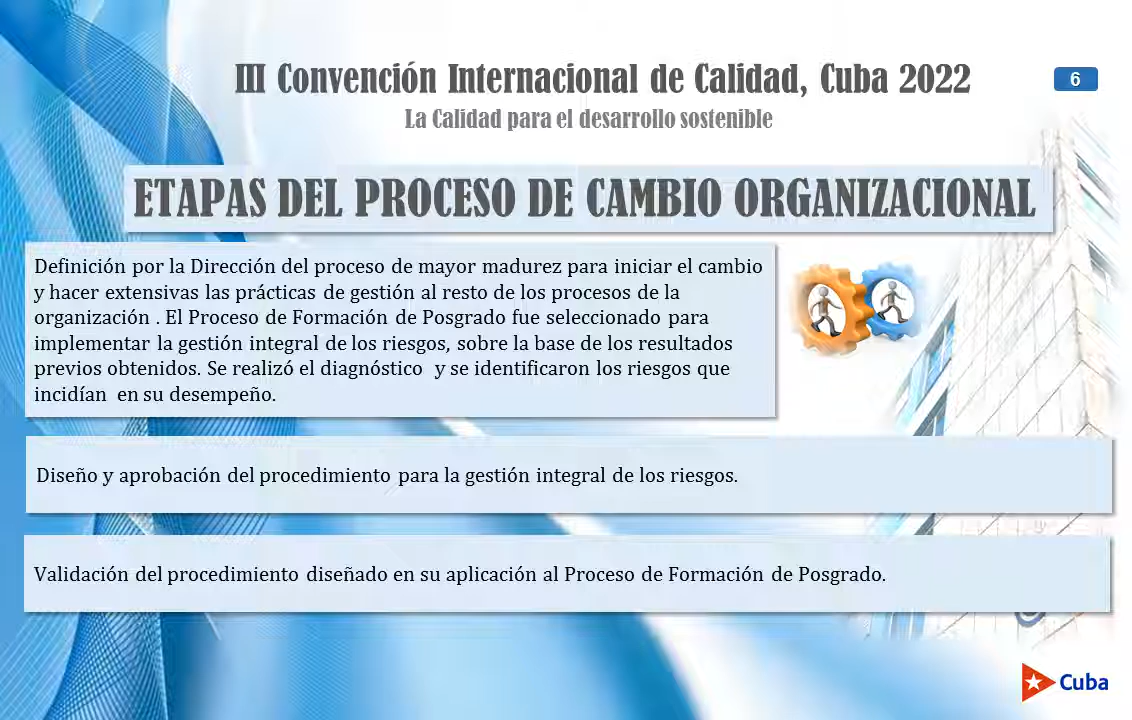 III Convención Internacional de Calidad, Cuba 2022
6
La Calidad para el desarrollo sostenible
ETAPAS DEL PROCESO DE CAMBIO ORGANIZACIONAL
Definición por la Dirección del proceso de mayor madurez para iniciar el cambio
y hacer extensivas las prácticas de gestión al resto de los procesos de la
organización . El Proceso de Formación de Posgrado fue seleccionado para
implementar la gestión integral de los riesgos, sobre la base de los resultados
previos obtenidos. Se realizó el diagnóstico  y se identificaron los riesgos que
incidían  en su desempeño.
Diseño y aprobación del procedimiento para la gestión integral de los riesgos.
Validación del procedimiento diseñado en su aplicación al Proceso de Formación de Posgrado.
Cuba